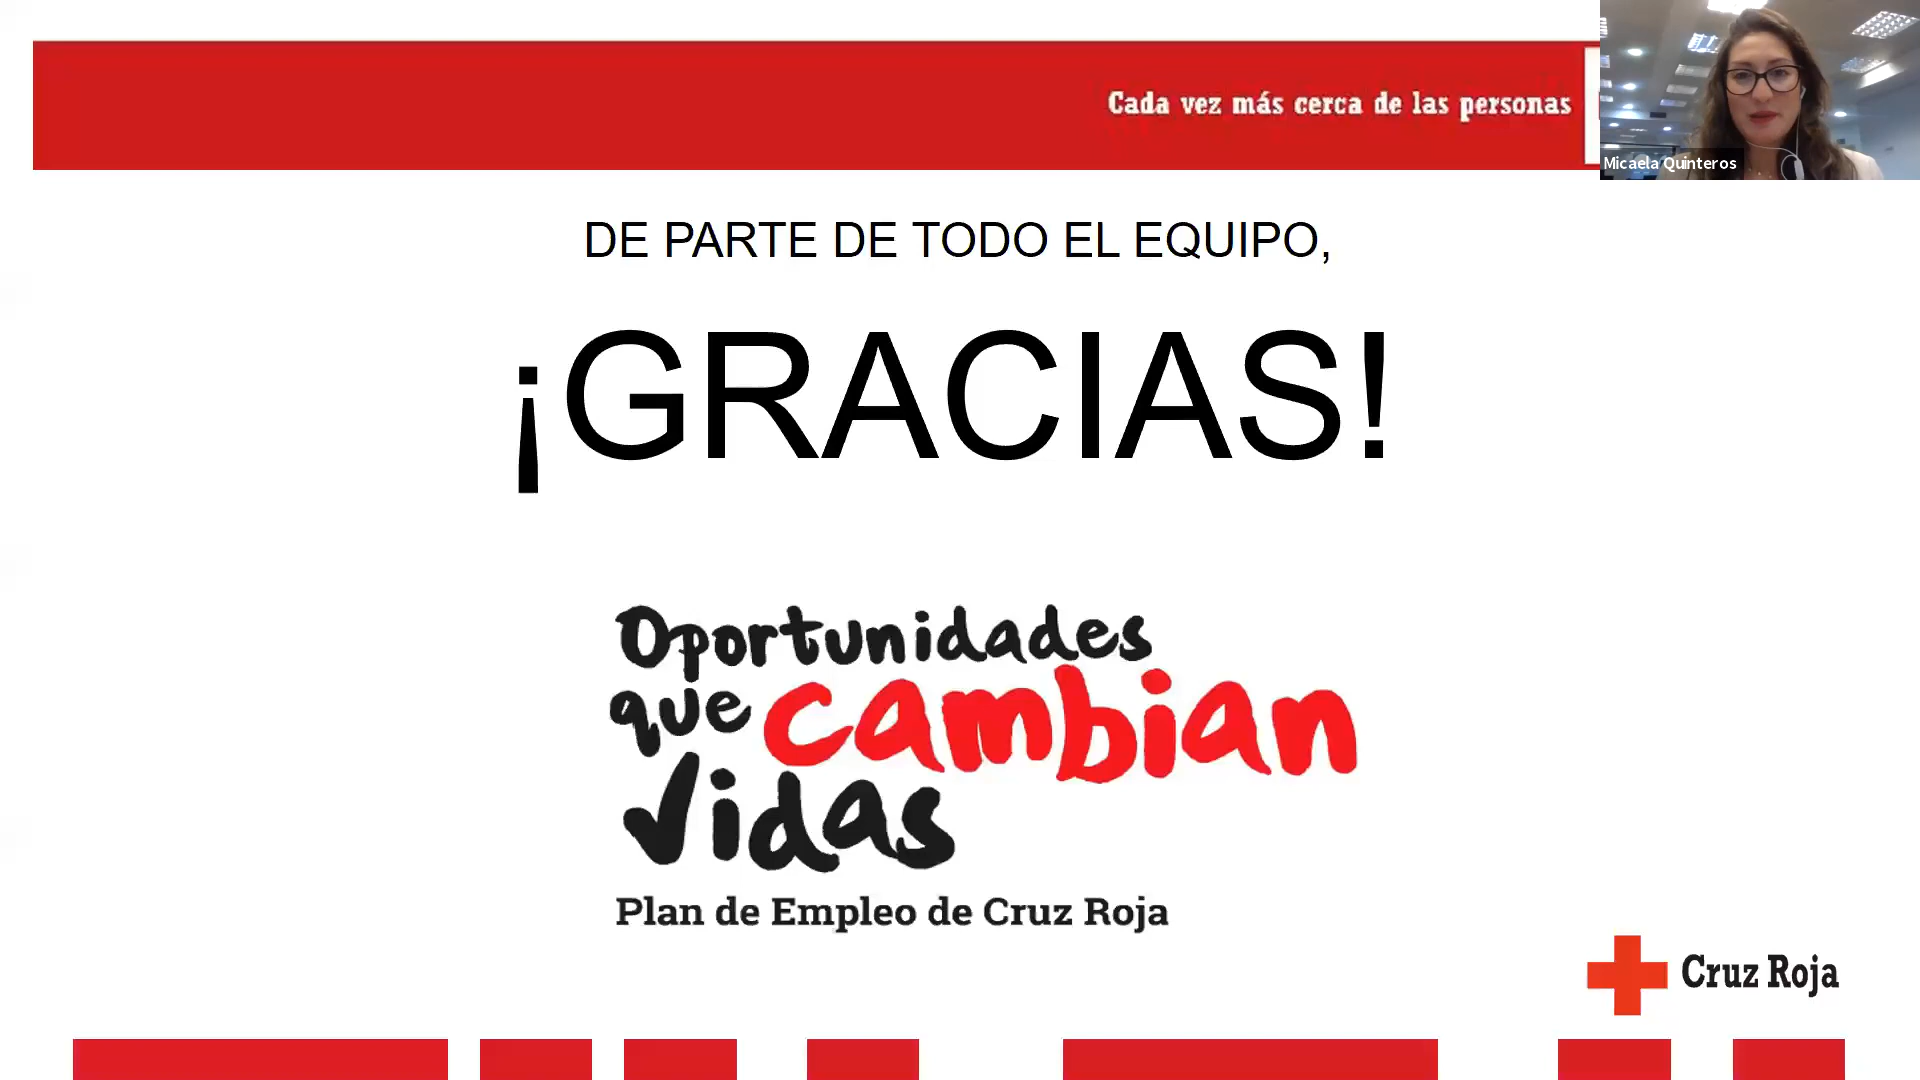 Cada vez más cerca de las personas
Micaela Quinteros
DE PARTE DE TODO EL EQUIPO,
¡GRACIAS!
Oportunidades
que cambian
vidas
Plan de Empleo de Cruz Roja
Cruz Roja